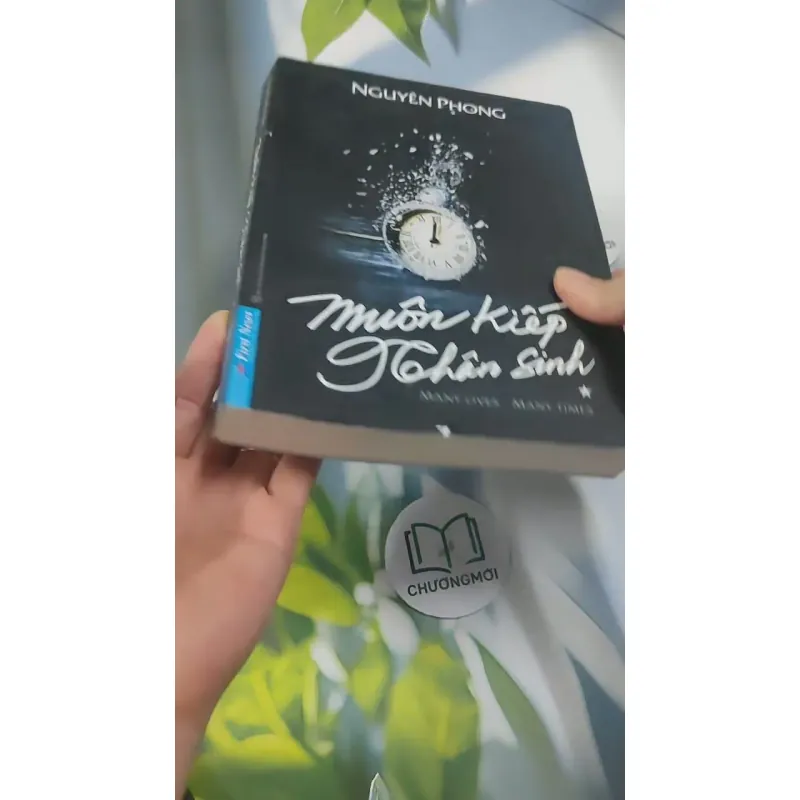 NGUYÊN PHONG
Muôn Kiếp
Nhân Sinh
MANY LIVES - MANY TIMES
First News
CHƯƠNGMỚI